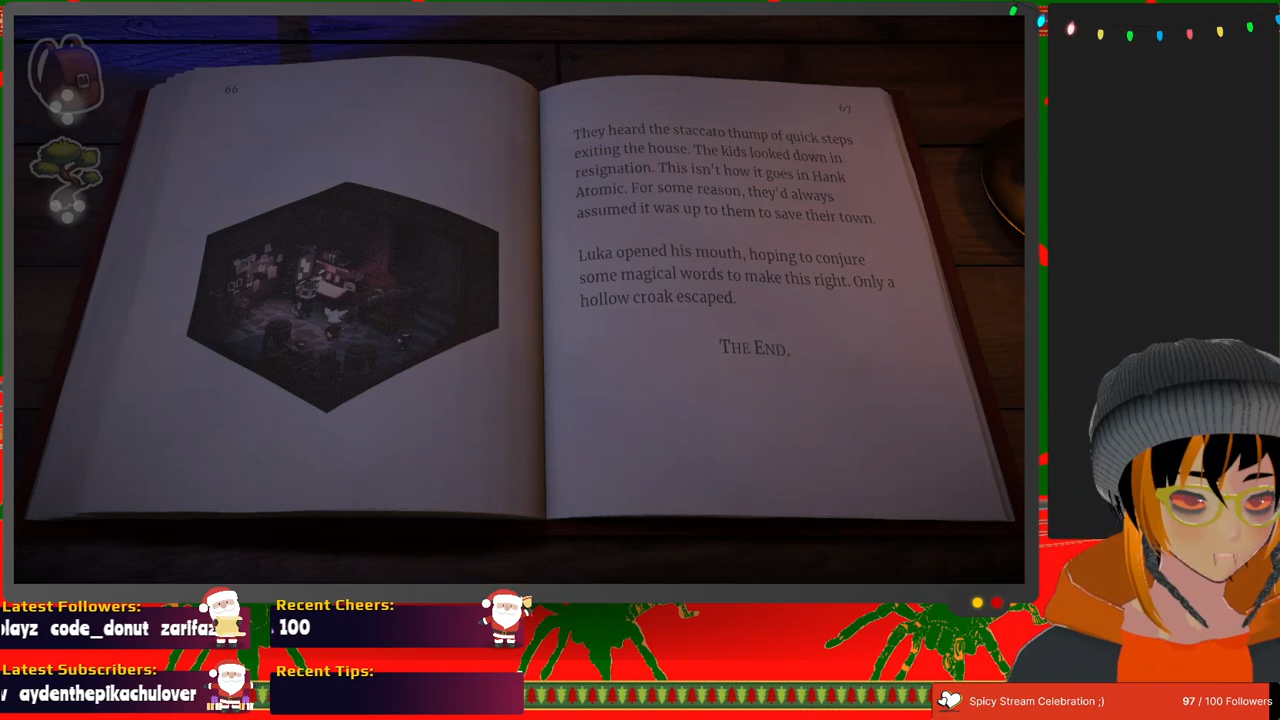 66
67
They heard the staccato thump of quick steps
exiting the house. The kids looked down in
resignation. This isn't how it goes in Hank
Atomic. For some reason, they'd always
assumed it was up to them to save their town.
Luka opened his mouth, hoping to conjure
some magical words to make this right. Only a
hollow croak escaped.
THE END.
Latest Followers:
playz code_donut zarifa
Recent Cheers:
100
Latest Subscribers:
aydenthepikachulover
Recent Tips:
Spicy Stream Celebration ;)
97 / 100 Followers